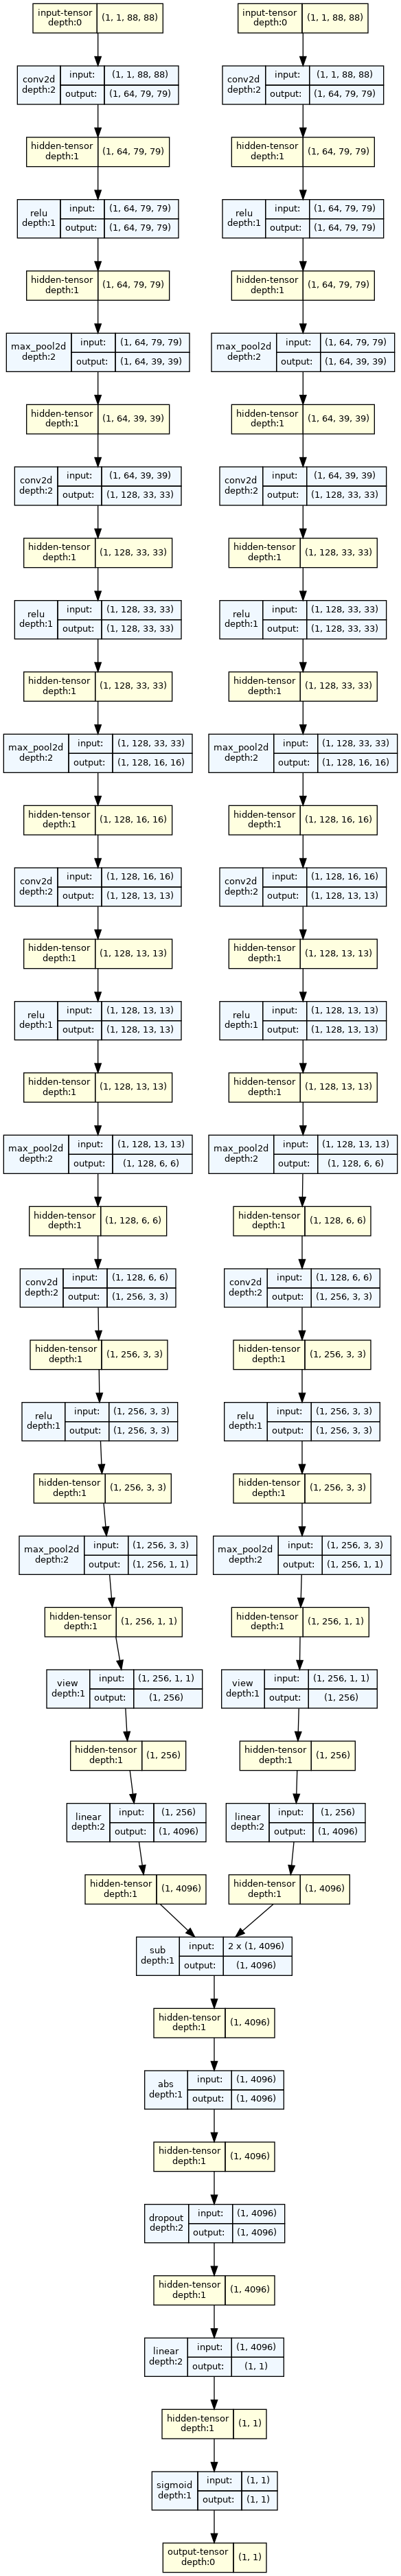 input-tensor (1, 1, 88, 88)
depth:0
conv2d input: (1, 1, 88, 88)
depth:2 output: (1, 64, 79, 79)
hidden-tensor (1, 64, 79, 79)
depth:1
relu input: (1, 64, 79, 79)
depth:1 output: (1, 64, 79, 79)
hidden-tensor (1, 64, 79, 79)
depth:1
max_pool2d input: (1, 64, 79, 79)
depth:2 output: (1, 64, 39, 39)
hidden-tensor (1, 64, 39, 39)
depth:1
conv2d input: (1, 64, 39, 39)
depth:2 output: (1, 128, 33, 33)
hidden-tensor (1, 128, 33, 33)
depth:1
relu input: (1, 128, 33, 33)
depth:1 output: (1, 128, 33, 33)
hidden-tensor (1, 128, 33, 33)
depth:1
max_pool2d input: (1, 128, 33, 33)
depth:2 output: (1, 128, 16, 16)
hidden-tensor (1, 128, 16, 16)
depth:1
conv2d input: (1, 128, 16, 16)
depth:2 output: (1, 128, 13, 13)
hidden-tensor (1, 128, 13, 13)
depth:1
relu input: (1, 128, 13, 13)
depth:1 output: (1, 128, 13, 13)
hidden-tensor (1, 128, 13, 13)
depth:1
max_pool2d input: (1, 128, 13, 13)
depth:2 output: (1, 128, 6, 6)
hidden-tensor (1, 128, 6, 6)
depth:1
conv2d input: (1, 128, 6, 6)
depth:2 output: (1, 256, 3, 3)
hidden-tensor (1, 256, 3, 3)
depth:1
relu input: (1, 256, 3, 3)
depth:1 output: (1, 256, 3, 3)
hidden-tensor (1, 256, 3, 3)
depth:1
max_pool2d input: (1, 256, 3, 3)
depth:2 output: (1, 256, 1, 1)
hidden-tensor (1, 256, 1, 1)
depth:1
view input: (1, 256, 1, 1)
depth:1 output: (1, 256)
hidden-tensor (1, 256)
depth:1
linear input: (1, 256)
depth:2 output: (1, 4096)
hidden-tensor (1, 4096)
depth:1
input-tensor (1, 1, 88, 88)
depth:0
conv2d input: (1, 1, 88, 88)
depth:2 output: (1, 64, 79, 79)
hidden-tensor (1, 64, 79, 79)
depth:1
relu input: (1, 64, 79, 79)
depth:1 output: (1, 64, 79, 79)
hidden-tensor (1, 64, 79, 79)
depth:1
max_pool2d input: (1, 64, 79, 79)
depth:2 output: (1, 64, 39, 39)
hidden-tensor (1, 64, 39, 39)
depth:1
conv2d input: (1, 64, 39, 39)
depth:2 output: (1, 128, 33, 33)
hidden-tensor (1, 128, 33, 33)
depth:1
relu input: (1, 128, 33, 33)
depth:1 output: (1, 128, 33, 33)
hidden-tensor (1, 128, 33, 33)
depth:1
max_pool2d input: (1, 128, 33, 33)
depth:2 output: (1, 128, 16, 16)
hidden-tensor (1, 128, 16, 16)
depth:1
conv2d input: (1, 128, 16, 16)
depth:2 output: (1, 128, 13, 13)
hidden-tensor (1, 128, 13, 13)
depth:1
relu input: (1, 128, 13, 13)
depth:1 output: (1, 128, 13, 13)
hidden-tensor (1, 128, 13, 13)
depth:1
max_pool2d input: (1, 128, 13, 13)
depth:2 output: (1, 128, 6, 6)
hidden-tensor (1, 128, 6, 6)
depth:1
conv2d input: (1, 128, 6, 6)
depth:2 output: (1, 256, 3, 3)
hidden-tensor (1, 256, 3, 3)
depth:1
relu input: (1, 256, 3, 3)
depth:1 output: (1, 256, 3, 3)
hidden-tensor (1, 256, 3, 3)
depth:1
max_pool2d input: (1, 256, 3, 3)
depth:2 output: (1, 256, 1, 1)
hidden-tensor (1, 256, 1, 1)
depth:1
view input: (1, 256, 1, 1)
depth:1 output: (1, 256)
hidden-tensor (1, 256)
depth:1
linear input: (1, 256)
depth:2 output: (1, 4096)
hidden-tensor (1, 4096)
depth:1
sub input: 2 x (1, 4096)
depth:1 output: (1, 4096)
hidden-tensor (1, 4096)
depth:1
abs input: (1, 4096)
depth:1 output: (1, 4096)
hidden-tensor (1, 4096)
depth:1
dropout input: (1, 4096)
depth:2 output: (1, 4096)
hidden-tensor (1, 4096)
depth:1
linear input: (1, 4096)
depth:2 output: (1, 1)
hidden-tensor (1, 1)
depth:1
sigmoid input: (1, 1)
depth:1 output: (1, 1)
output-tensor (1, 1)
depth:0